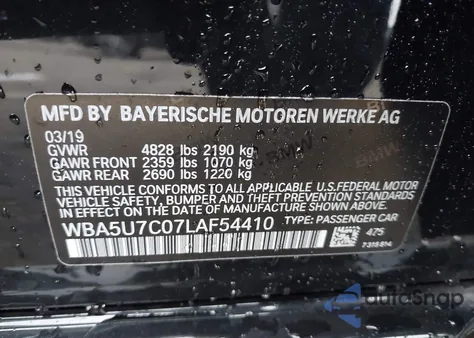 MFD BY BAYERISCHE MOTOREN WERKE AG
03/19
GVWR 4828 lbs 2190 kg
GAWR FRONT 2359 lbs 1070 kg
GAWR REAR 2690 lbs 1220 kg
THIS VEHICLE CONFORMS TO ALL APPLICABLE U.S.FEDERAL MOTOR
VEHICLE SAFETY, BUMPER AND THEFT PREVENTION STANDARDS
IN EFFECT ON THE DATE OF MANUFACTURE SHOWN ABOVE.
WBA5U7C07LAF54410 TYPE: PASSENGER CAR
475
7318814
AutoSnap